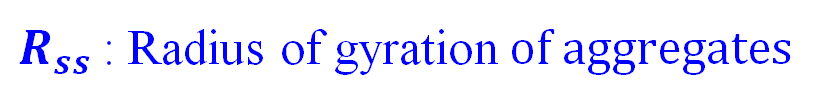 R_ss : Radius of gyration of aggregates